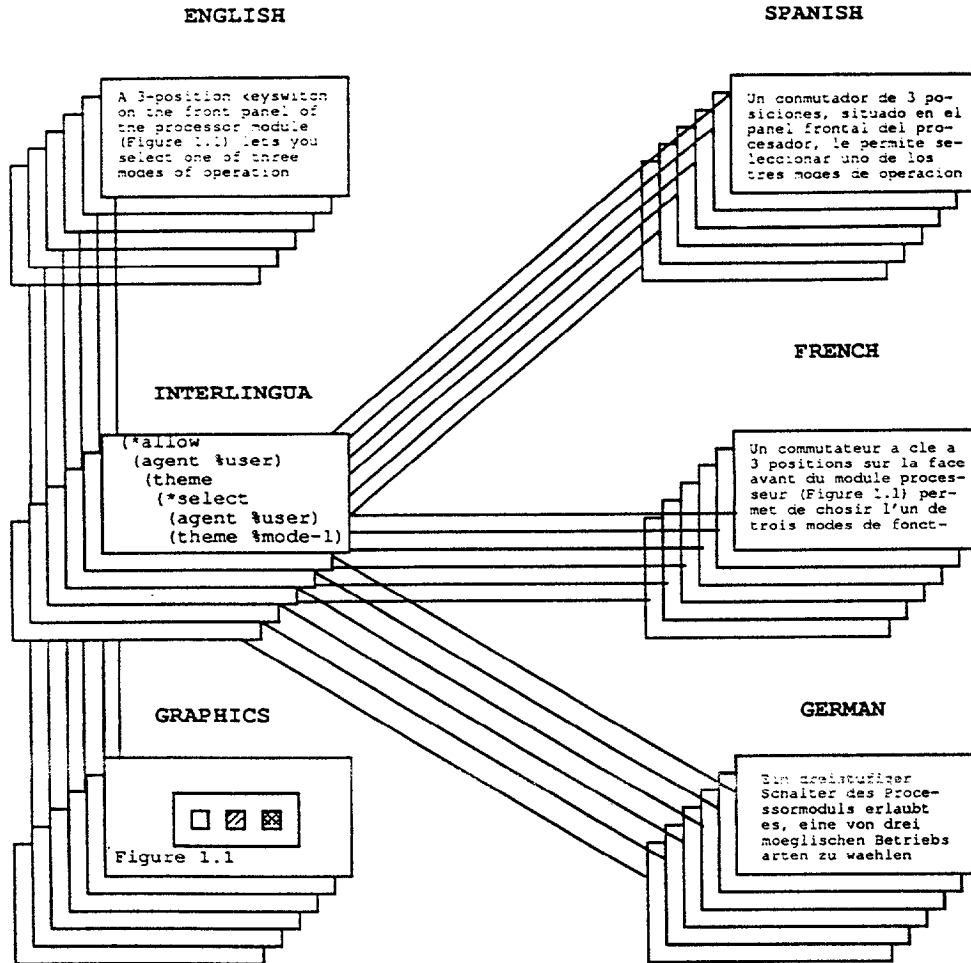 ENGLISH
A 3-position keyswitch
on the front panel of
the processor module
(Figure 1.1) lets you
select one of three
modes of operation
SPANISH
Un conmutador de 3 po-
siciones, situado en el
panel frontal del pro-
cesador, le permite se-
leccionar uno de los
tres modes de operacion
INTERLINGUA
(*allow
(agent %user)
(theme
(*select
(agent %user)
(theme %mode-1)
FRENCH
Un commutateur a cle a
3 positions sur la face
avant du module proces-
seur (Figure 1.1) per-
met de chosir l'un de
trois modes de fonct-
GRAPHICS
Figure 1.1
GERMAN
Ein dreistufiger
Schalter des Proce-
ssormoduls erlaubt
es, eine von drei
moeglischen Betriebs
arten zu waehlen